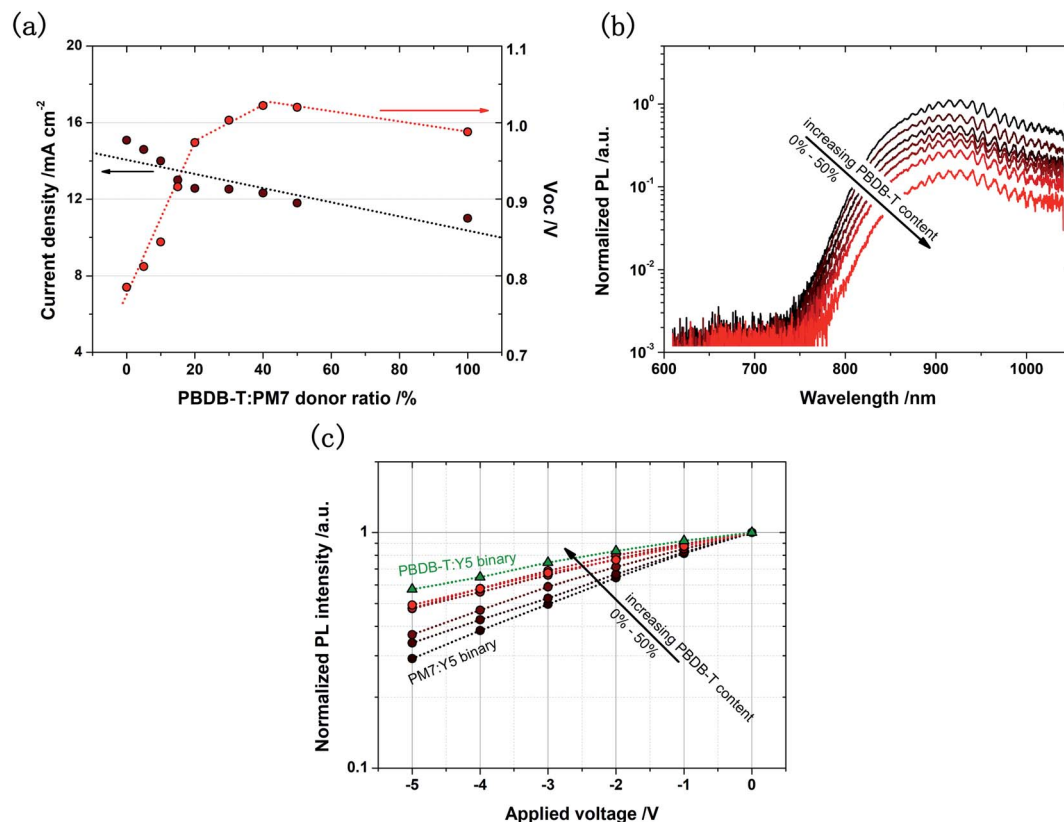 (a)
20
16
12
8
4
Current density /mA cm⁻²
1.1
1.0
0.9
0.8
0.7
Voc /V
0 20 40 60 80 100
PBDB-T:PM7 donor ratio /%
(b)
10⁰
10⁻¹
10⁻²
10⁻³
Normalized PL /a.u.
increasing PBDB-T content
0% - 50%
600 700 800 900 1000
Wavelength /nm
(c)
1
0.1
Normalized PL intensity /a.u.
PBDB-T:Y5 binary
PM7:Y5 binary
increasing PBDB-T content
0% - 50%
-5 -4 -3 -2 -1 0
Applied voltage /V